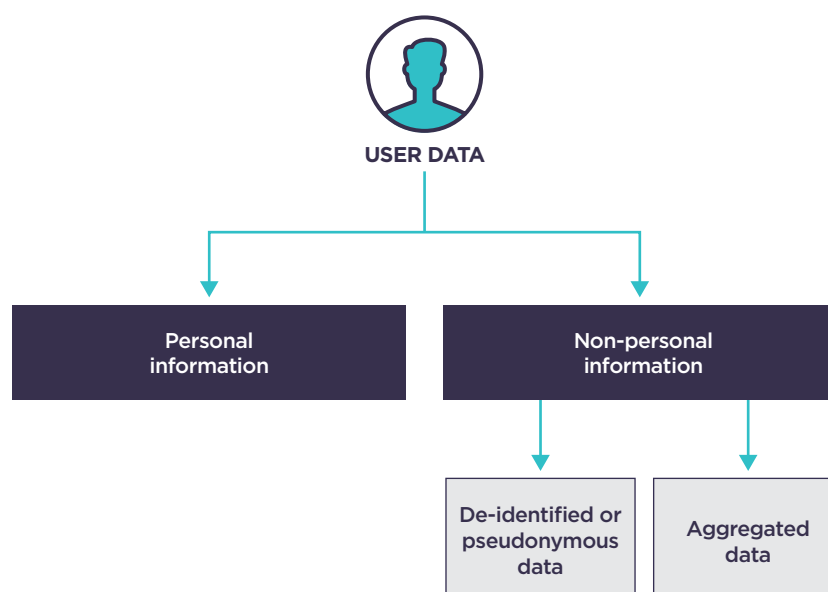 USER DATA
Personal
information
Non-personal
information
De-identified or
pseudonymous
data
Aggregated
data